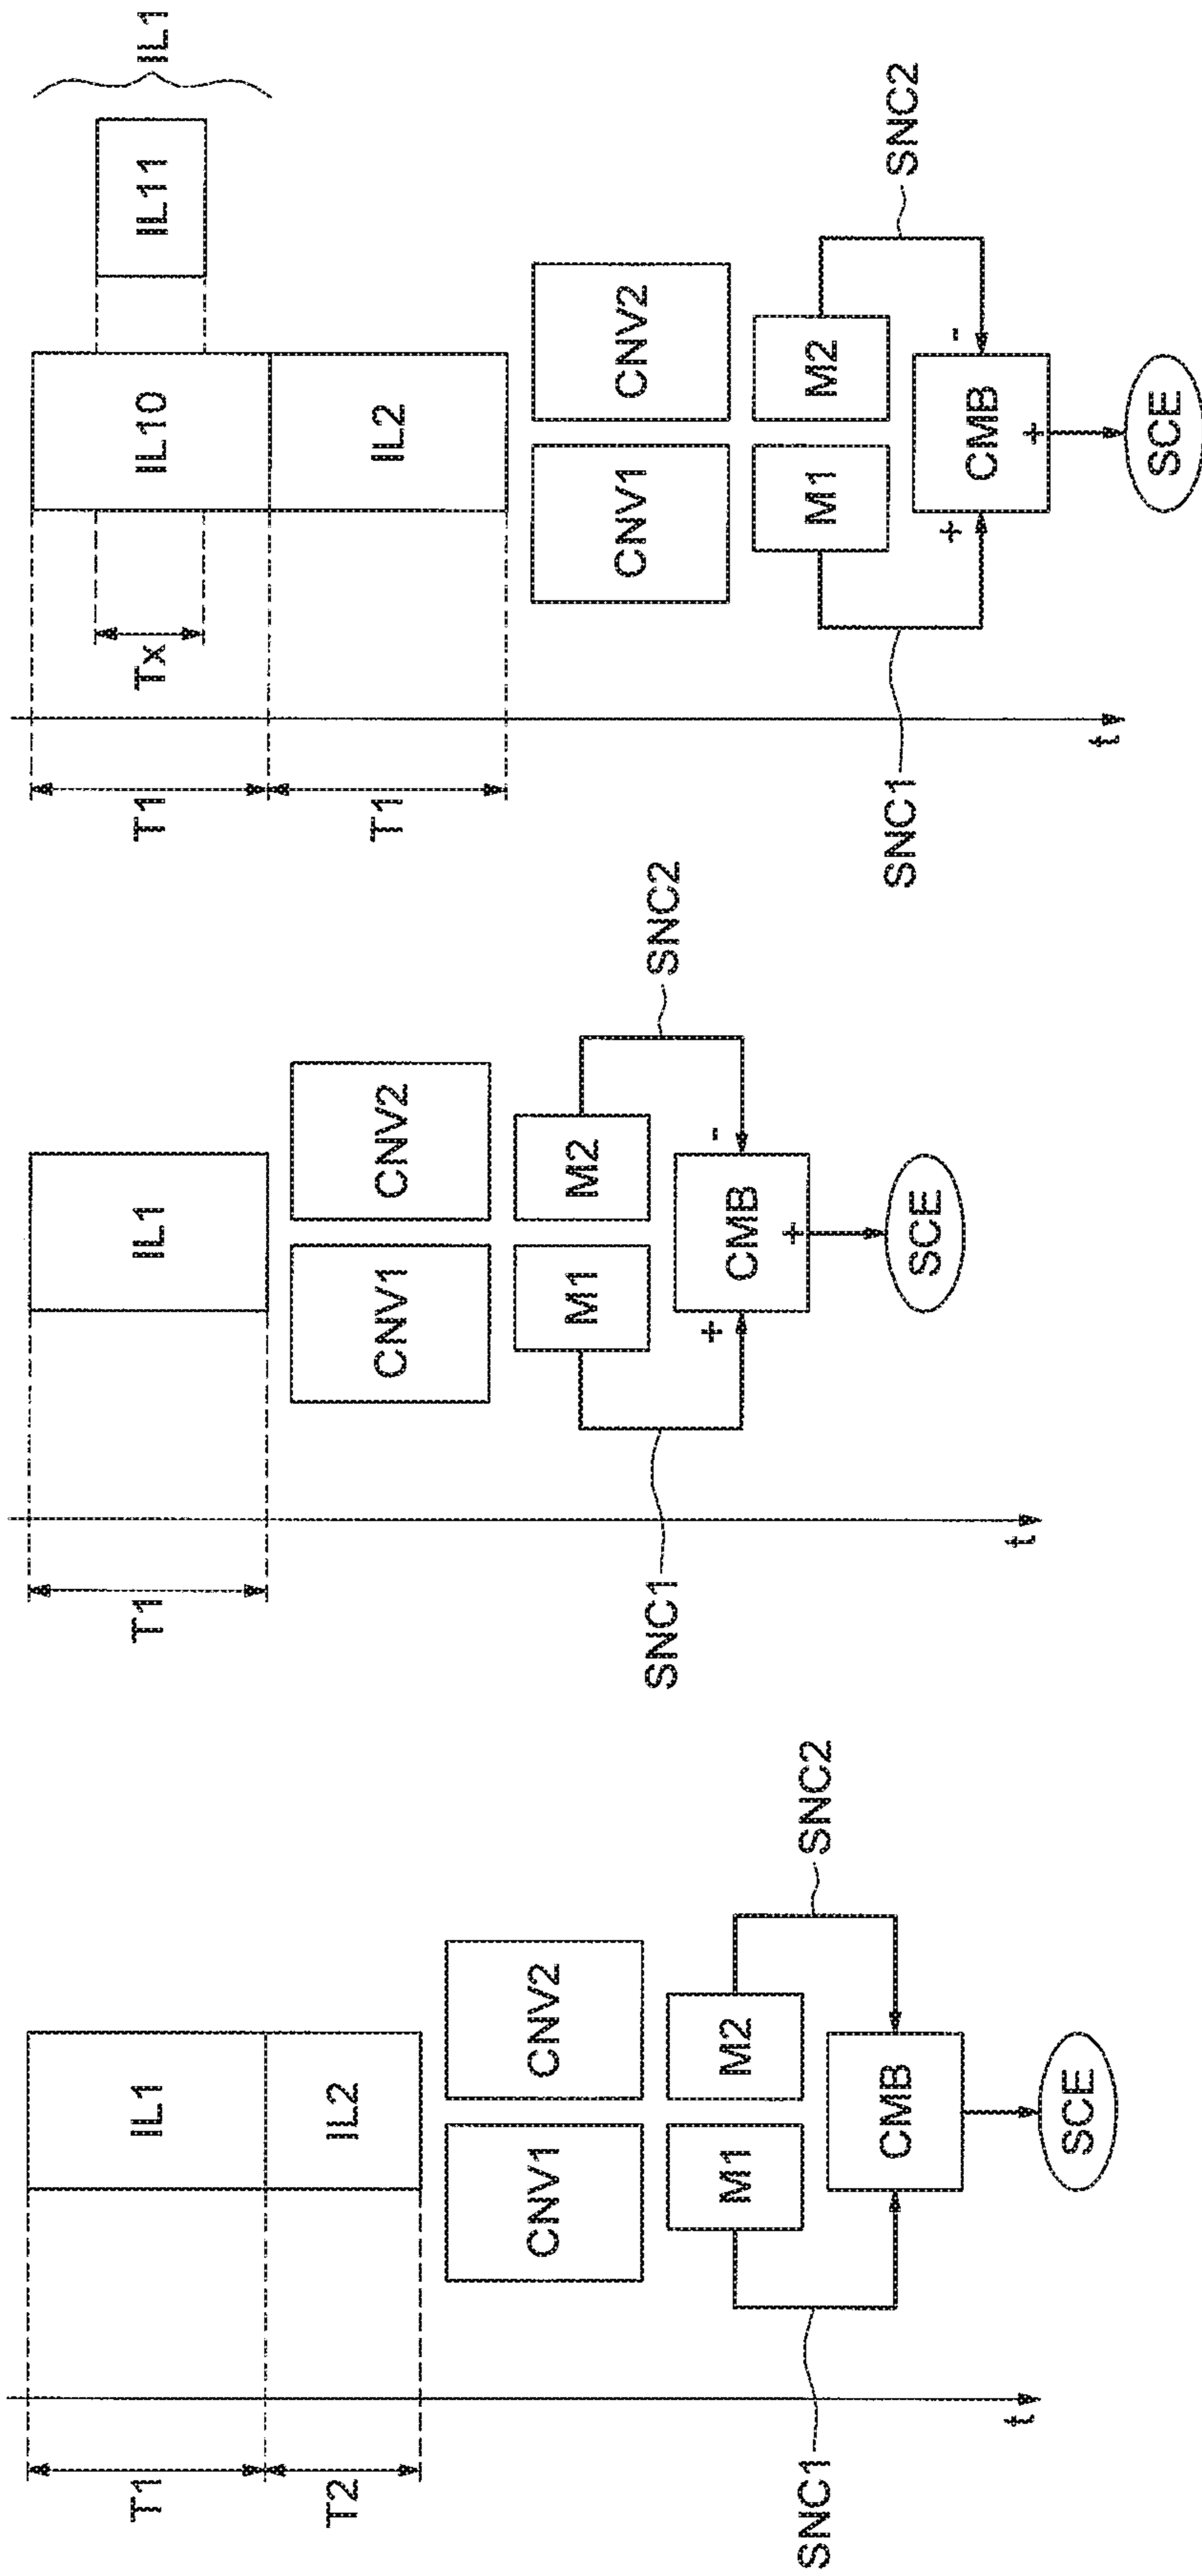 T1
T2
IL1
IL2
CNV1
CNV2
M1
M2
SNC1
SNC2
CMB
SCE
t
T1
IL1
CNV1
CNV2
M1
M2
SNC1
SNC2
+
-
CMB
+
SCE
t
T1
T1
Tx
IL10
IL11
IL1
IL2
CNV1
CNV2
M1
M2
SNC1
SNC2
+
-
CMB
+
SCE
t